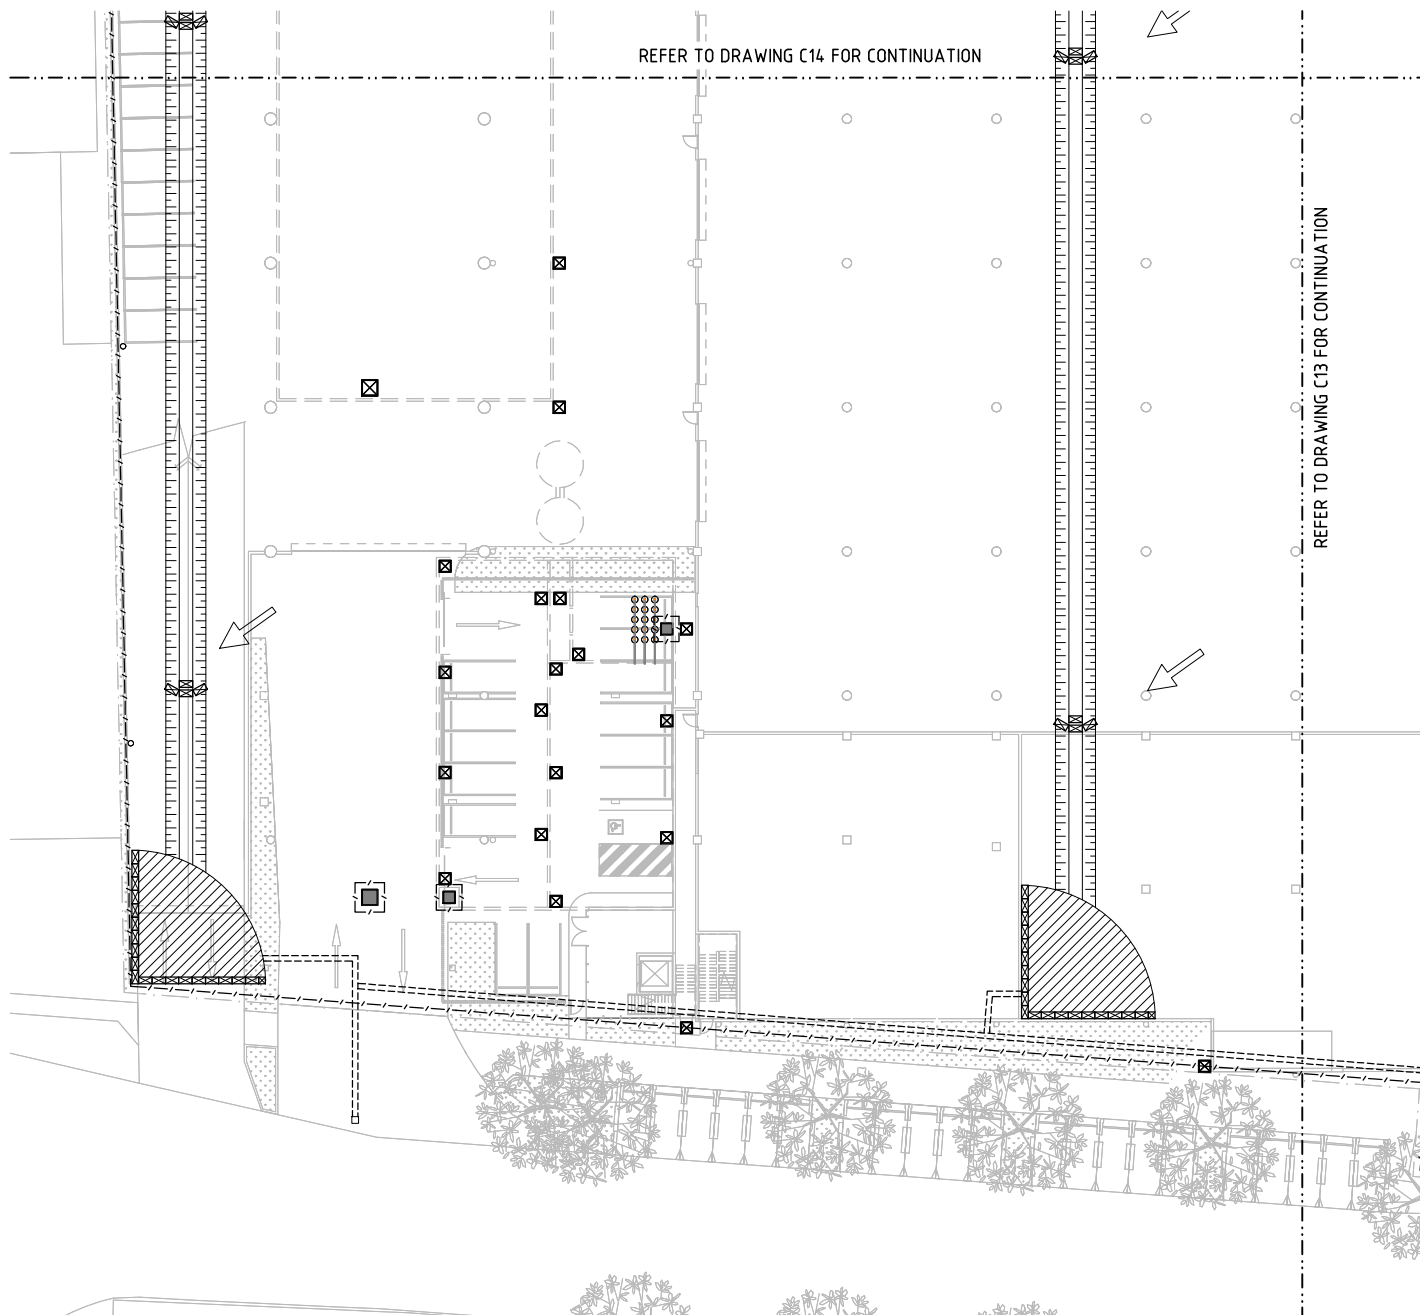 REFER TO DRAWING C14 FOR CONTINUATION
REFER TO DRAWING C13 FOR CONTINUATION